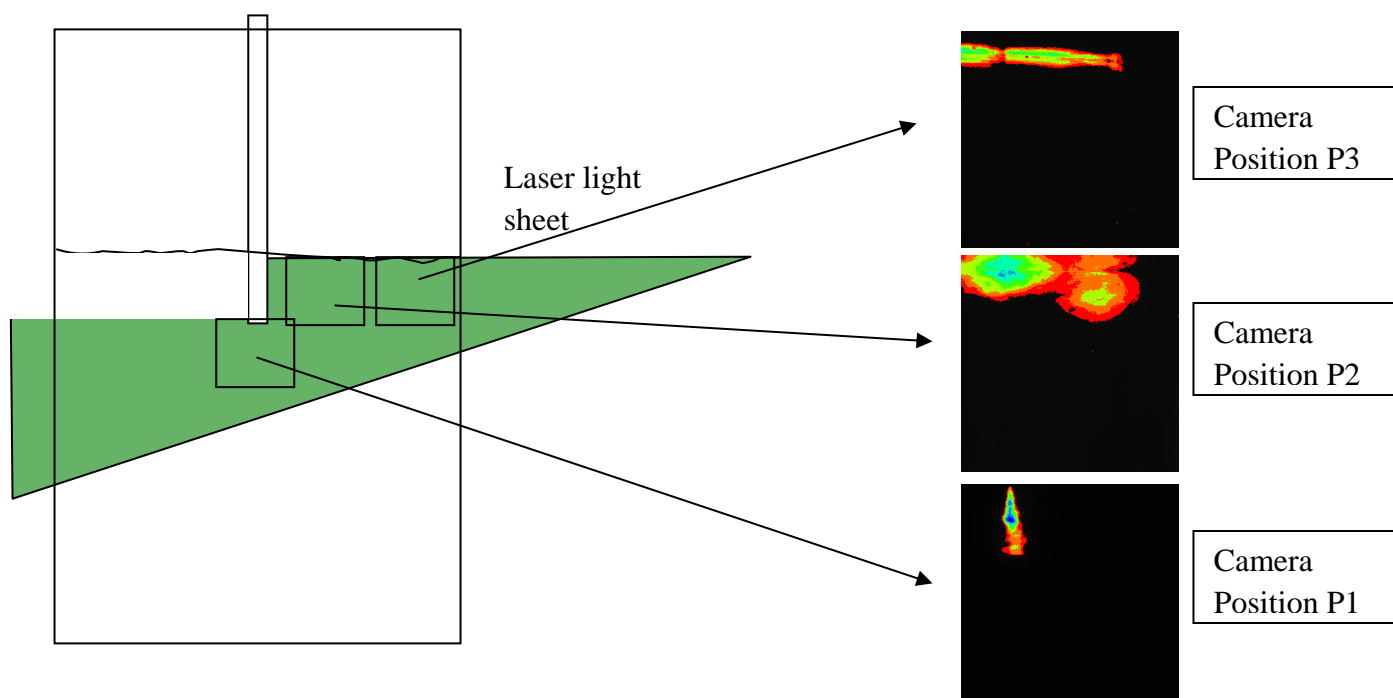 Laser light
sheet
Camera
Position P3
Camera
Position P2
Camera
Position P1